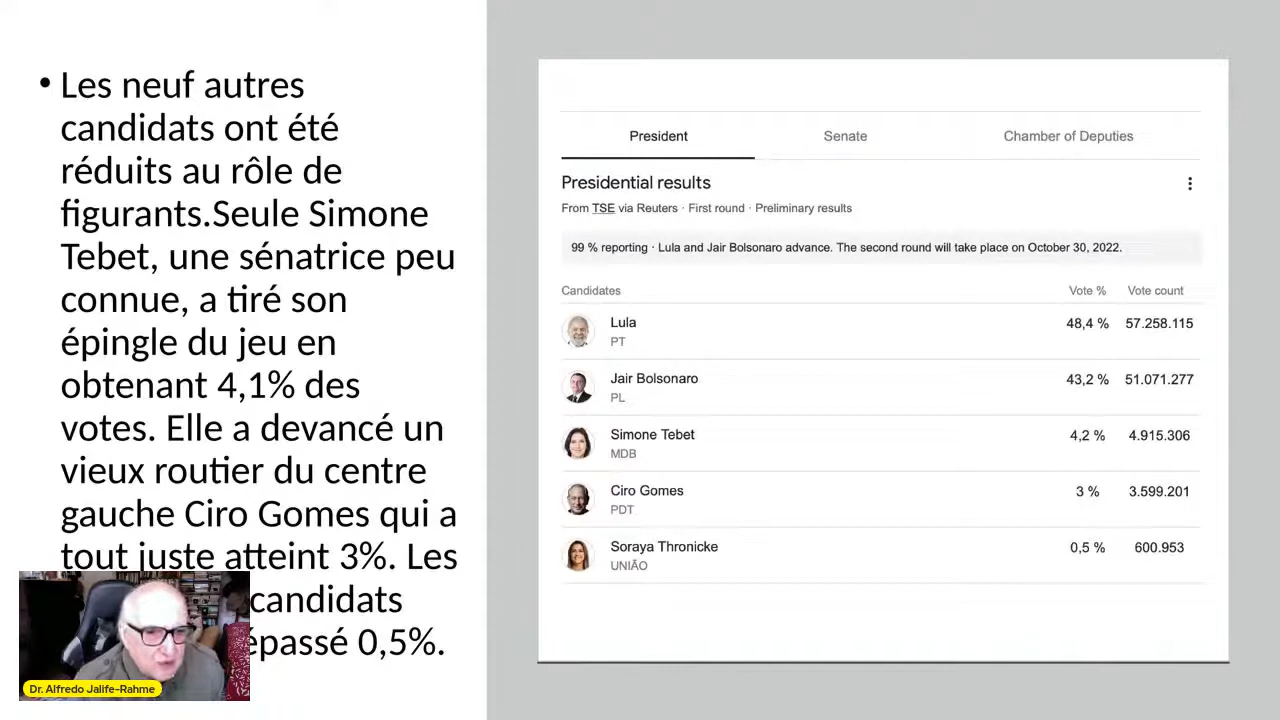 • Les neuf autres
candidats ont été
réduits au rôle de
figurants.Seule Simone
Tebet, une sénatrice peu
connue, a tiré son
épingle du jeu en
obtenant 4,1% des
votes. Elle a devancé un
vieux routier du centre
gauche Ciro Gomes qui a
tout juste atteint 3%. Les
candidats
épassé 0,5%.
Dr. Alfredo Jalife-Rahme
President Senate Chamber of Deputies
Presidential results
From TSE via Reuters · First round · Preliminary results
99 % reporting · Lula and Jair Bolsonaro advance. The second round will take place on October 30, 2022.
Candidates Vote % Vote count
Lula 48,4 % 57.258.115
PT
Jair Bolsonaro 43,2 % 51.071.277
PL
Simone Tebet 4,2 % 4.915.306
MDB
Ciro Gomes 3 % 3.599.201
PDT
Soraya Thronicke 0,5 % 600.953
UNIÃO